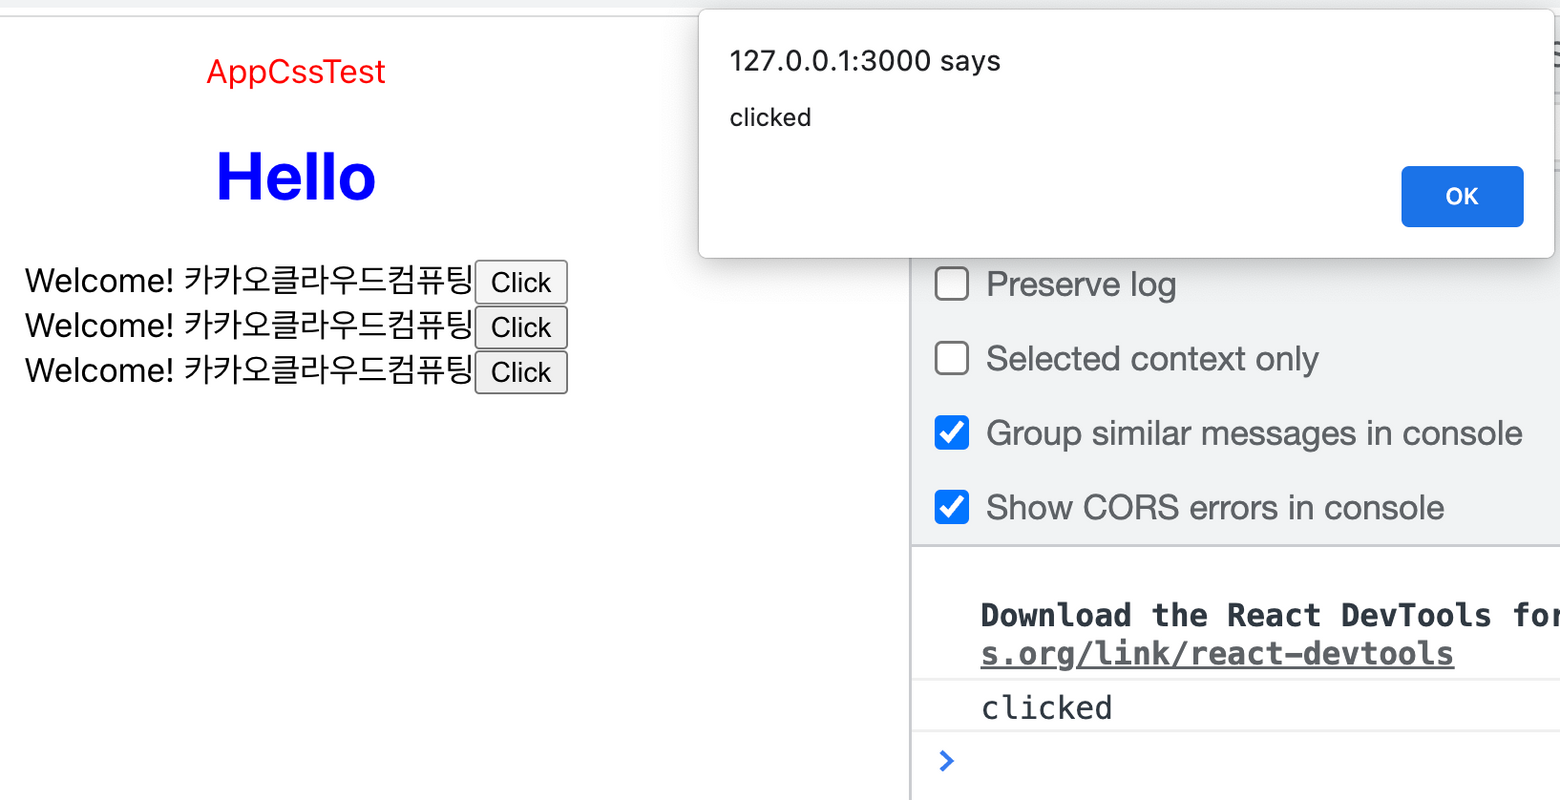 AppCssTest
Hello
Welcome! 카카오클라우드컴퓨팅 Click
Welcome! 카카오클라우드컴퓨팅 Click
Welcome! 카카오클라우드컴퓨팅 Click
127.0.0.1:3000 says
clicked
OK
Preserve log
Selected context only
Group similar messages in console
Show CORS errors in console
Download the React DevTools for
s.org/link/react-devtools
clicked